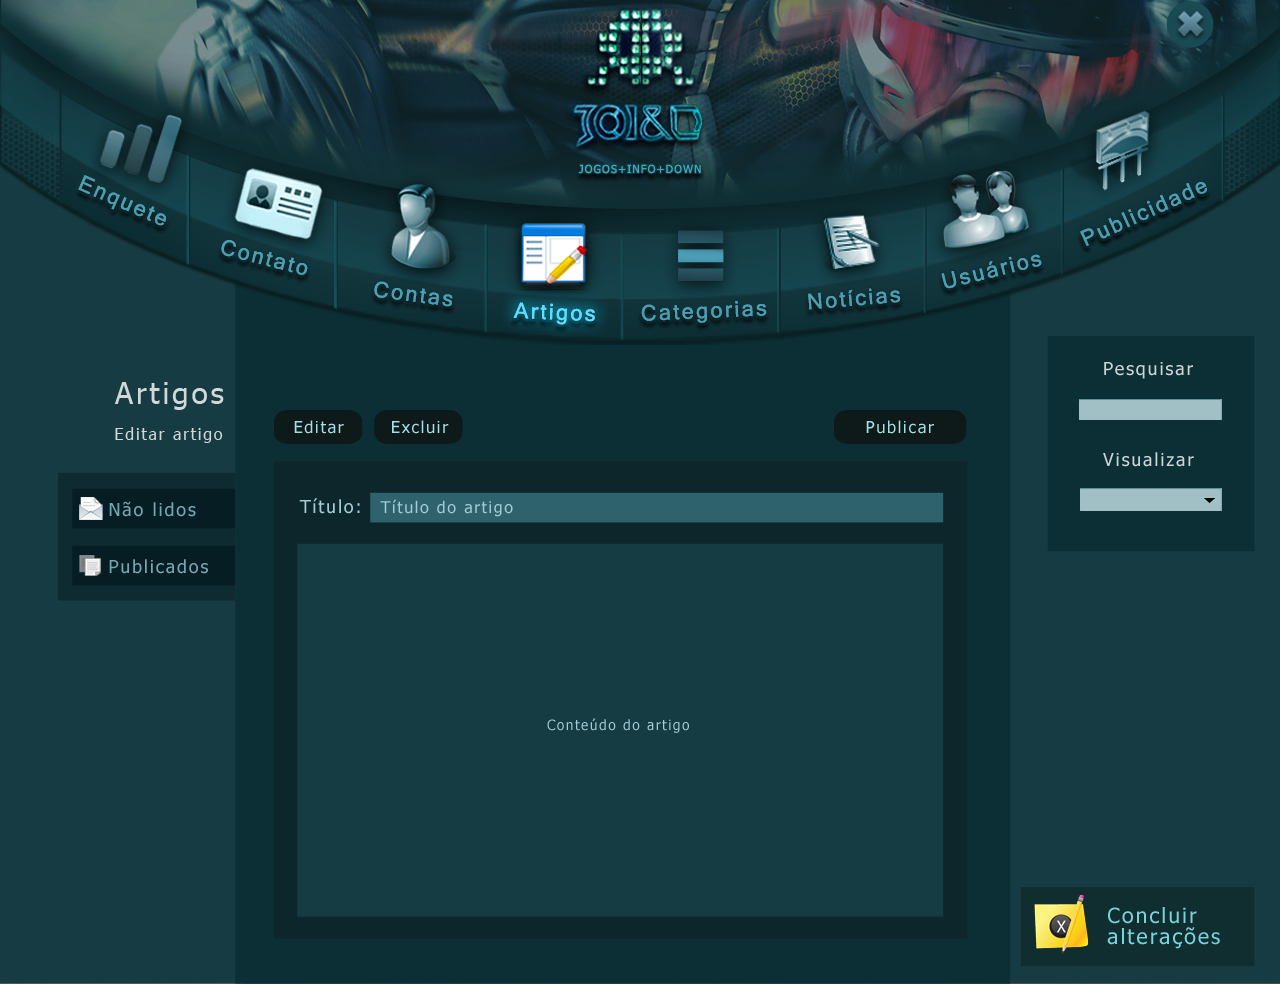 JOI&D
JOGOS+INFO+DOWN
Enquete
Contato
Contas
Artigos
Categorias
Notícias
Usuários
Publicidade
Artigos
Editar artigo
Não lidos
Publicados
Editar
Excluir
Publicar
Título:
Título do artigo
Conteúdo do artigo
Pesquisar
Visualizar
X
Concluir
alterações